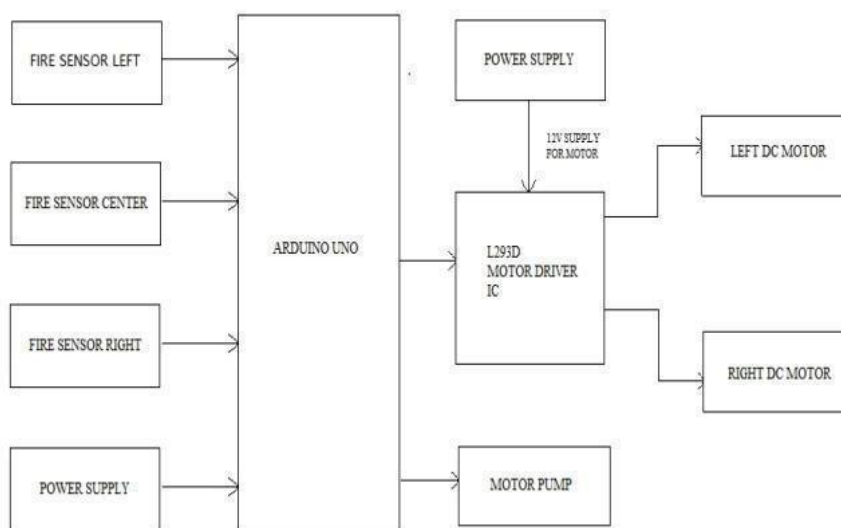 FIRE SENSOR LEFT
FIRE SENSOR CENTER
FIRE SENSOR RIGHT
POWER SUPPLY
ARDUINO UNO
POWER SUPPLY
12V SUPPLY
FOR MOTOR
L293D
MOTOR DRIVER
IC
MOTOR PUMP
LEFT DC MOTOR
RIGHT DC MOTOR